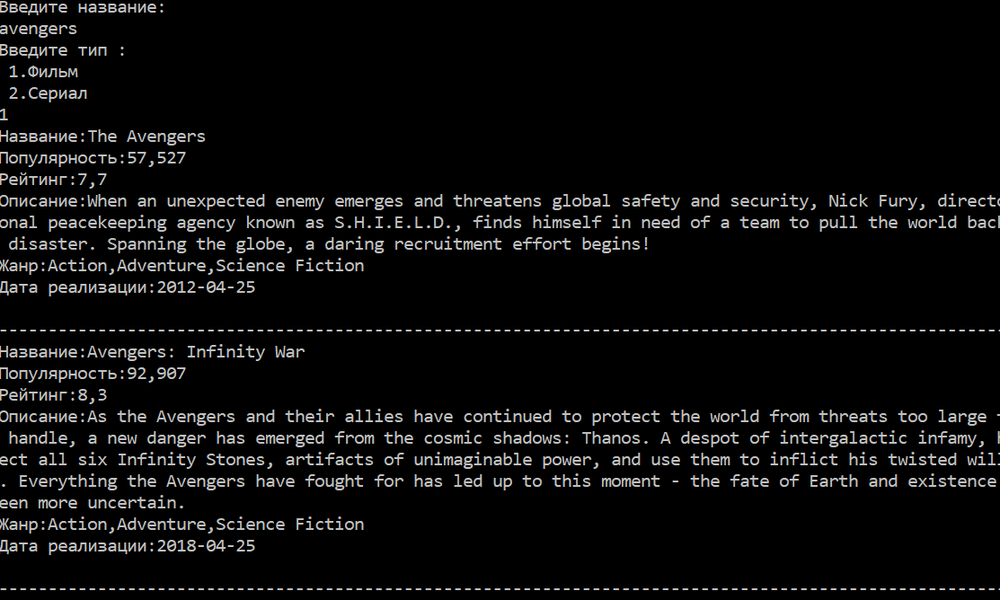 Введите название:
avengers
Введите тип :
1.Фильм
2.Сериал
1
Название:The Avengers
Популярность:57,527
Рейтинг:7,7
Описание:When an unexpected enemy emerges and threatens global safety and security, Nick Fury,
onal peacekeeping agency known as S.H.I.E.L.D., finds himself in need of a team to pull the world back
disaster. Spanning the globe, a daring recruitment effort begins!
Жанр:Action,Adventure,Science Fiction
Дата реализации:2012-04-25
--------------------------------------------------------------------------------------------------------
Название:Avengers: Infinity War
Популярность:92,907
Рейтинг:8,3
Описание:As the Avengers and their allies have continued to protect the world from threats too large
handle, a new danger has emerged from the cosmic shadows: Thanos. A despot of intergalactic infamy,
ect all six Infinity Stones, artifacts of unimaginable power, and use them to inflict his twisted will
. Everything the Avengers have fought for has led up to this moment - the fate of Earth and existence
een more uncertain.
Жанр:Action,Adventure,Science Fiction
Дата реализации:2018-04-25
--------------------------------------------------------------------------------------------------------